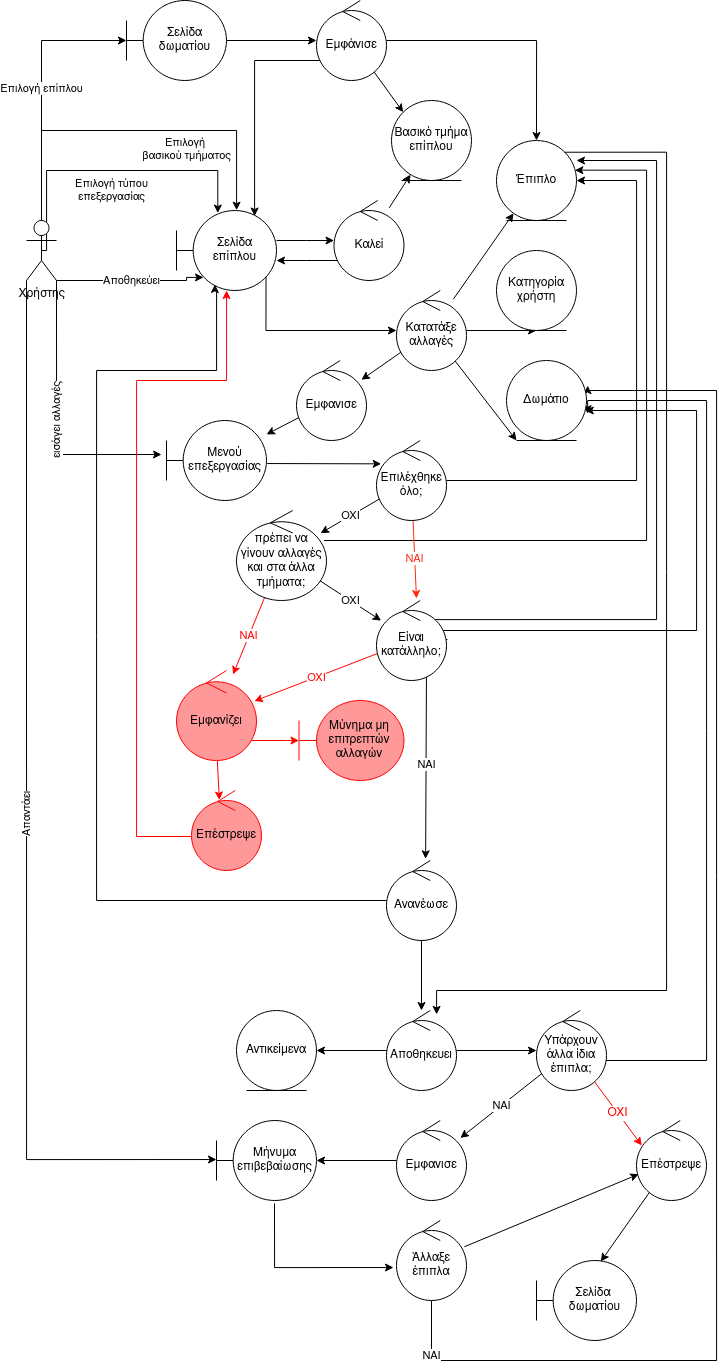 Σελίδα
δωματίου
Εμφάνισε
Επιλογή επίπλου
Βασικό τμήμα
επίπλου
Επιλογή
βασικού τμήματος
Έπιπλο
Επιλογή τύπου
επεξεργασίας
Σελίδα
επίπλου
Καλεί
Χρήστης
Αποθηκεύει
Κατηγορία
χρήστη
Κατατάξε
αλλαγές
Εμφανισε
Δωμάτιο
εισάγει αλλαγές
Μενού
επεξεργασίας
Επιλέχθηκε
όλο;
ΟΧΙ
πρέπει να
γίνουν αλλαγές
και στα άλλα
τμήματα;
ΝΑΙ
ΟΧΙ
ΝΑΙ
Είναι
κατάλληλο;
ΟΧΙ
Εμφανίζει
Μύνημα μη
επιτρεπτών
αλλαγών
ΝΑΙ
Απαντάει
Επέστρεψε
Ανανέωσε
Αντικείμενα
Αποθηκευει
Υπάρχουν
άλλα ίδια
έπιπλα;
ΝΑΙ
ΟΧΙ
Μήνυμα
επιβεβαίωσης
Εμφανισε
Επέστρεψε
Άλλαξε
έπιπλα
Σελίδα
δωματίου
ΝΑΙ